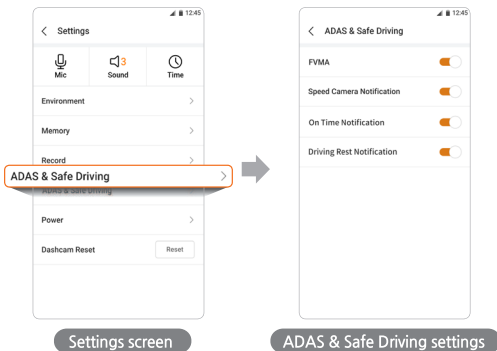 12:45
Settings
3
Mic Sound Time
Environment
Memory
Record
ADAS & Safe Driving
ADAS & Safe Driving
Power
Dashcam Reset Reset
Settings screen
12:45
ADAS & Safe Driving
FVMA
Speed Camera Notification
On Time Notification
Driving Rest Notification
ADAS & Safe Driving settings